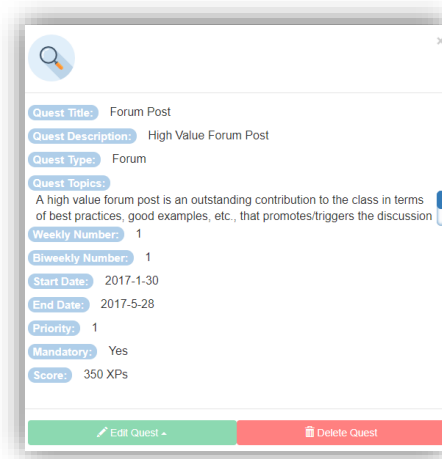 ×
Quest Title: Forum Post
Quest Description: High Value Forum Post
Quest Type: Forum
Quest Topics:
A high value forum post is an outstanding contribution to the class in terms
of best practices, good examples, etc., that promotes/triggers the discussion
Weekly Number: 1
Biweekly Number: 1
Start Date: 2017-1-30
End Date: 2017-5-28
Priority: 1
Mandatory: Yes
Score: 350 XPs
Edit Quest Delete Quest